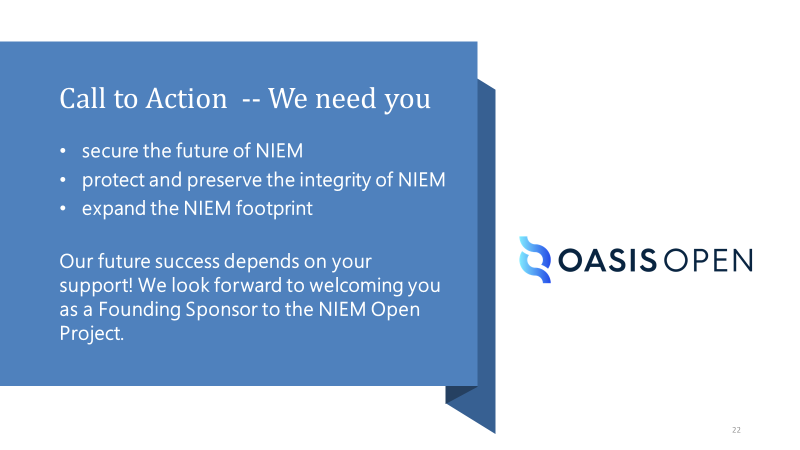 Call to Action  -- We need you
• secure the future of NIEM
• protect and preserve the integrity of NIEM
• expand the NIEM footprint
Our future success depends on your
support! We look forward to welcoming you
as a Founding Sponsor to the NIEM Open
Project.
OASIS OPEN
22